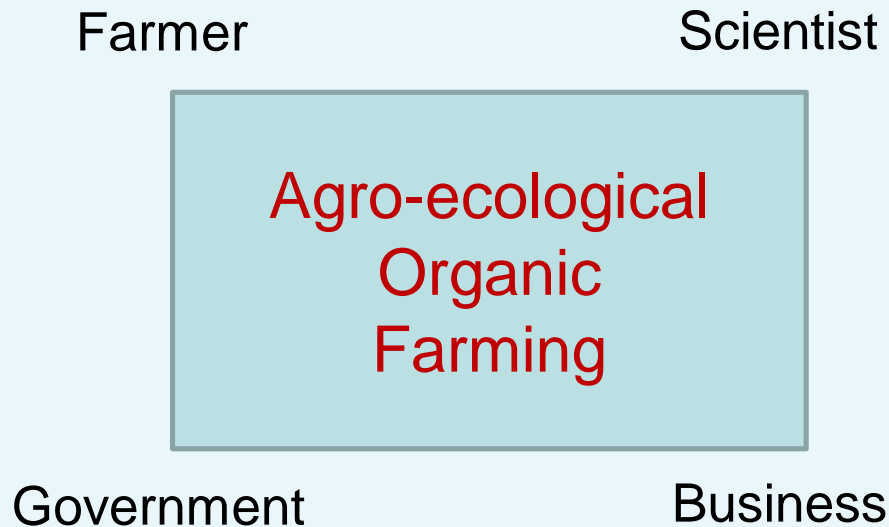 Farmer
Scientist
Agro-ecological
Organic
Farming
Government
Business